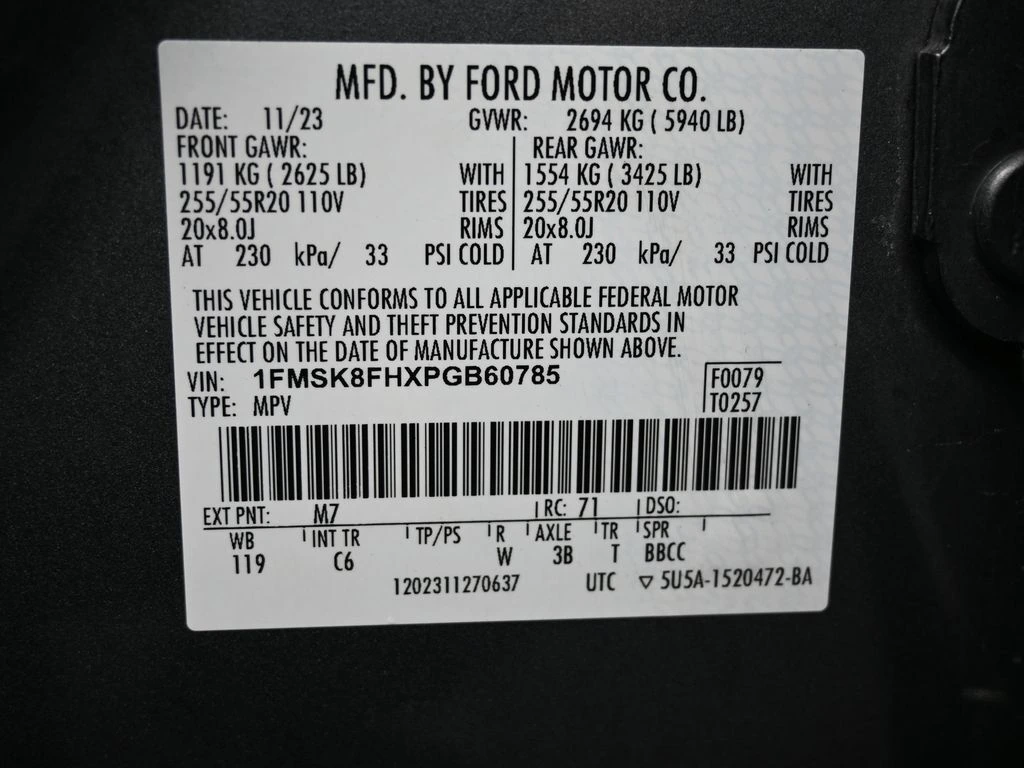 MFD. BY FORD MOTOR CO.
DATE: 11/23 GVWR: 2694 KG ( 5940 LB)
FRONT GAWR: REAR GAWR:
1191 KG ( 2625 LB) WITH 1554 KG ( 3425 LB) WITH
255/55R20 110V TIRES 255/55R20 110V TIRES
20x8.0J RIMS 20x8.0J RIMS
AT 230 kPa/ 33 PSI COLD AT 230 kPa/ 33 PSI COLD
THIS VEHICLE CONFORMS TO ALL APPLICABLE FEDERAL MOTOR
VEHICLE SAFETY AND THEFT PREVENTION STANDARDS IN
EFFECT ON THE DATE OF MANUFACTURE SHOWN ABOVE.
VIN: 1FMSK8FHXPGB60785 F0079
TYPE: MPV T0257
EXT PNT: M7 RC: 71 DSO:
WB INT TR TP/PS R AXLE TR SPR
119 C6 W 3B T BBCC
1202311270637 UTC ▽ 5U5A-1520472-BA